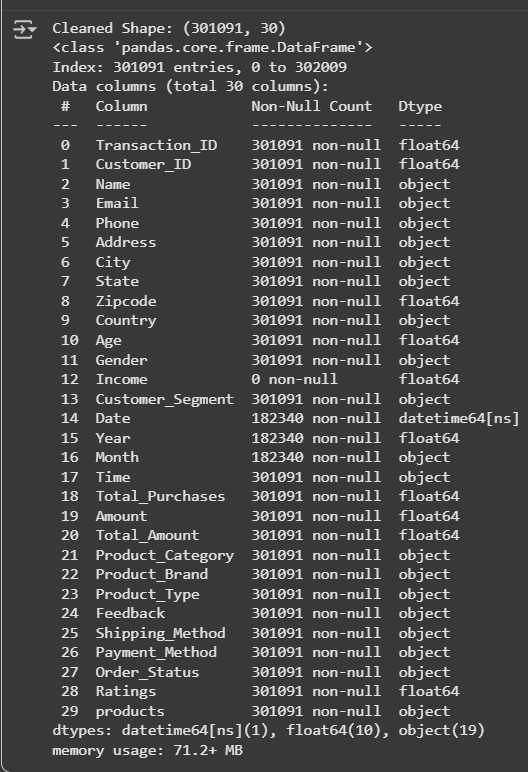 Cleaned Shape: (301091, 30)
<class 'pandas.core.frame.DataFrame'>
Index: 301091 entries, 0 to 302009
Data columns (total 30 columns):
 #   Column            Non-Null Count   Dtype
---  ------            --------------   -----
 0   Transaction_ID    301091 non-null  float64
 1   Customer_ID       301091 non-null  float64
 2   Name              301091 non-null  object
 3   Email             301091 non-null  object
 4   Phone             301091 non-null  object
 5   Address           301091 non-null  object
 6   City              301091 non-null  object
 7   State             301091 non-null  object
 8   Zipcode           301091 non-null  float64
 9   Country           301091 non-null  object
 10  Age               301091 non-null  float64
 11  Gender            301091 non-null  object
 12  Income            0 non-null       float64
 13  Customer_Segment  301091 non-null  object
 14  Date              182340 non-null  datetime64[ns]
 15  Year              182340 non-null  float64
 16  Month             182340 non-null  object
 17  Time              301091 non-null  object
 18  Total_Purchases   301091 non-null  float64
 19  Amount            301091 non-null  float64
 20  Total_Amount      301091 non-null  float64
 21  Product_Category  301091 non-null  object
 22  Product_Brand     301091 non-null  object
 23  Product_Type      301091 non-null  object
 24  Feedback          301091 non-null  object
 25  Shipping_Method   301091 non-null  object
 26  Payment_Method    301091 non-null  object
 27  Order_Status      301091 non-null  object
 28  Ratings           301091 non-null  float64
 29  products          301091 non-null  object
dtypes: datetime64[ns](1), float64(10), object(19)
memory usage: 71.2+ MB